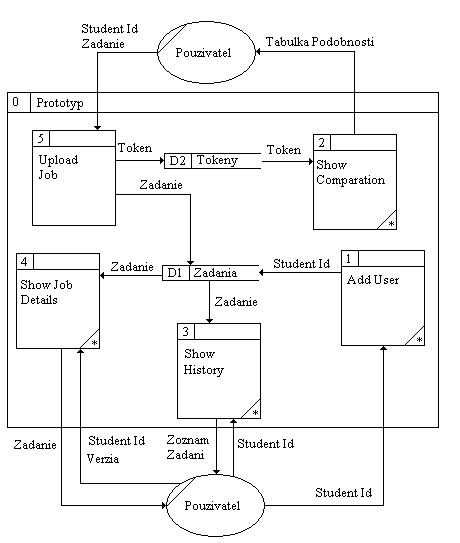 Student Id
Zadanie
Pouzivatel
Tabulka Podobnosti
0 Prototyp
5
Upload
Job
Token
D2 Tokeny
Token
2
Show
Comparation
*
Zadanie
4
Show Job
Details
*
Zadanie
D1 Zadania
Student Id
1
Add User
*
Zadanie
3
Show
History
*
Zadanie
Student Id
Verzia
Zoznam
Zadani
Student Id
Pouzivatel
Student Id